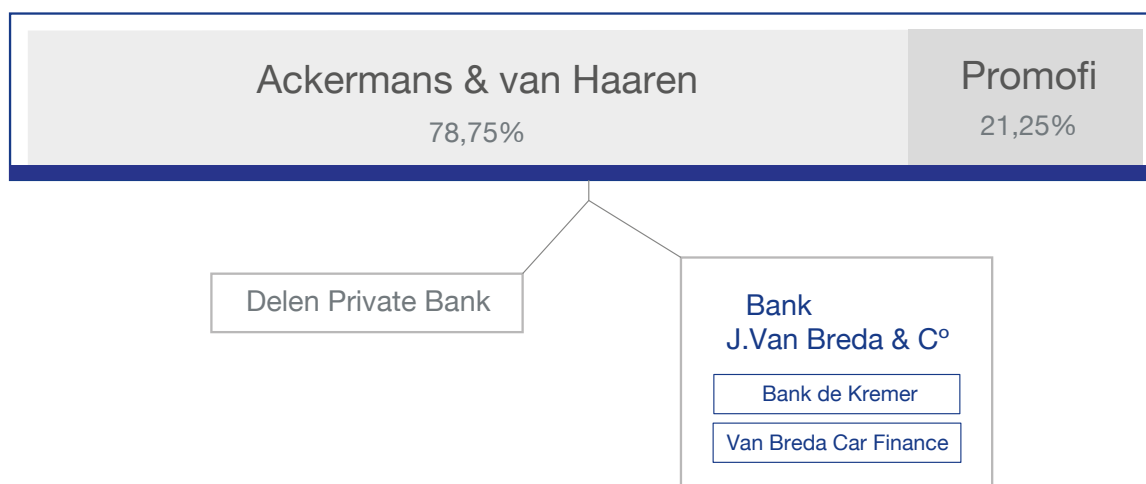 Ackermans & van Haaren
78,75%
Promofi
21,25%
Delen Private Bank
Bank
J.Van Breda & Cº
Bank de Kremer
Van Breda Car Finance